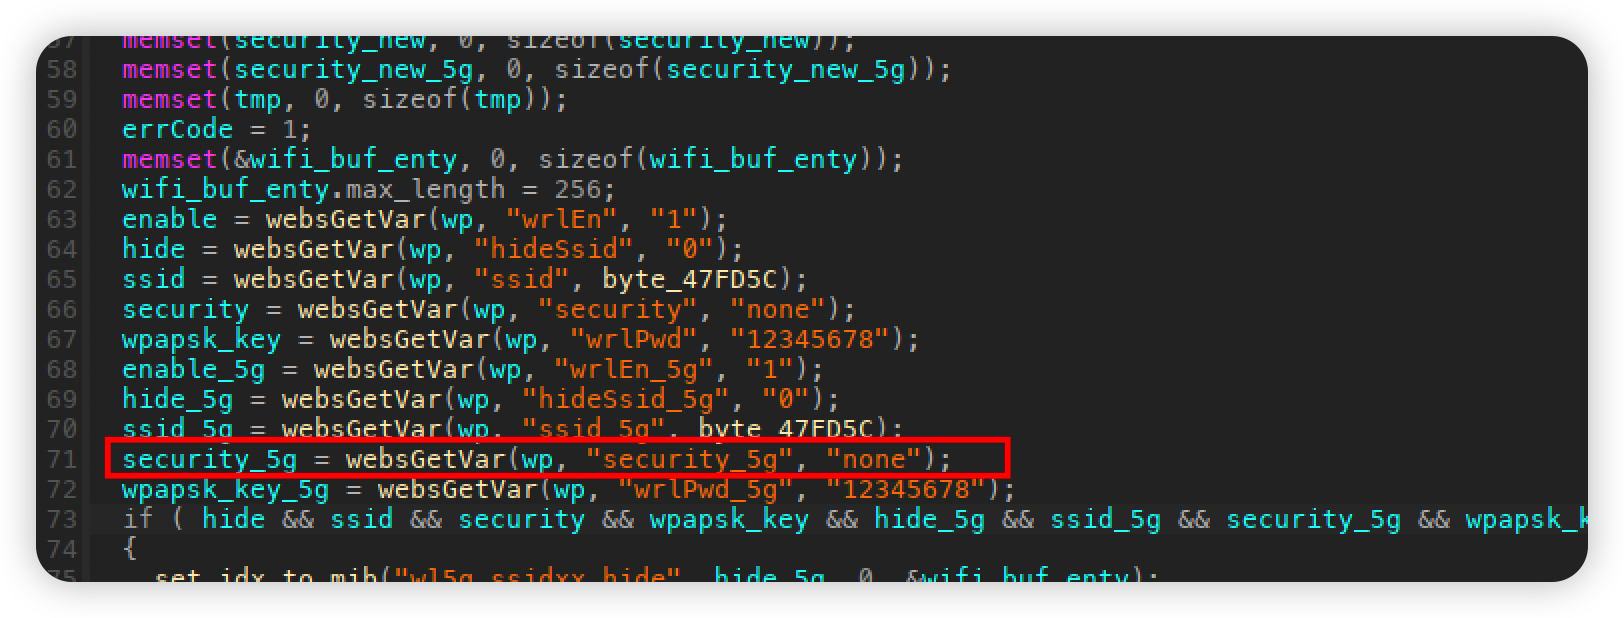 57 memset(security_new, 0, sizeof(security_new));
58 memset(security_new_5g, 0, sizeof(security_new_5g));
59 memset(tmp, 0, sizeof(tmp));
60 errCode = 1;
61 memset(&wifi_buf_enty, 0, sizeof(wifi_buf_enty));
62 wifi_buf_enty.max_length = 256;
63 enable = websGetVar(wp, "wrlEn", "1");
64 hide = websGetVar(wp, "hideSsid", "0");
65 ssid = websGetVar(wp, "ssid", byte_47FD5C);
66 security = websGetVar(wp, "security", "none");
67 wpapsk_key = websGetVar(wp, "wrlPwd", "12345678");
68 enable_5g = websGetVar(wp, "wrlEn_5g", "1");
69 hide_5g = websGetVar(wp, "hideSsid_5g", "0");
70 ssid_5g = websGetVar(wp, "ssid_5g", byte_47FD5C);
71 security_5g = websGetVar(wp, "security_5g", "none");
72 wpapsk_key_5g = websGetVar(wp, "wrlPwd_5g", "12345678");
73 if ( hide && ssid && security && wpapsk_key && hide_5g && ssid_5g && security_5g && wpapsk_k
74 {
75 set_idx_to_mib("wl5g_ssidxx_hide", hide_5g, 0, &wifi_buf_enty);